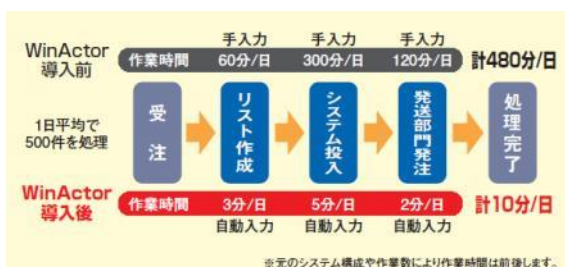 手入力 手入力 手入力
WinActor
導入前
作業時間 60分/日 300分/日 120分/日 計480分/日
1日平均で
500件を処理
受注
リスト作成
システム投入
発送部門発注
処理完了
WinActor
導入後
作業時間 3分/日 5分/日 2分/日 計10分/日
自動入力 自動入力 自動入力
※元のシステム構成や作業数により作業時間は前後します。